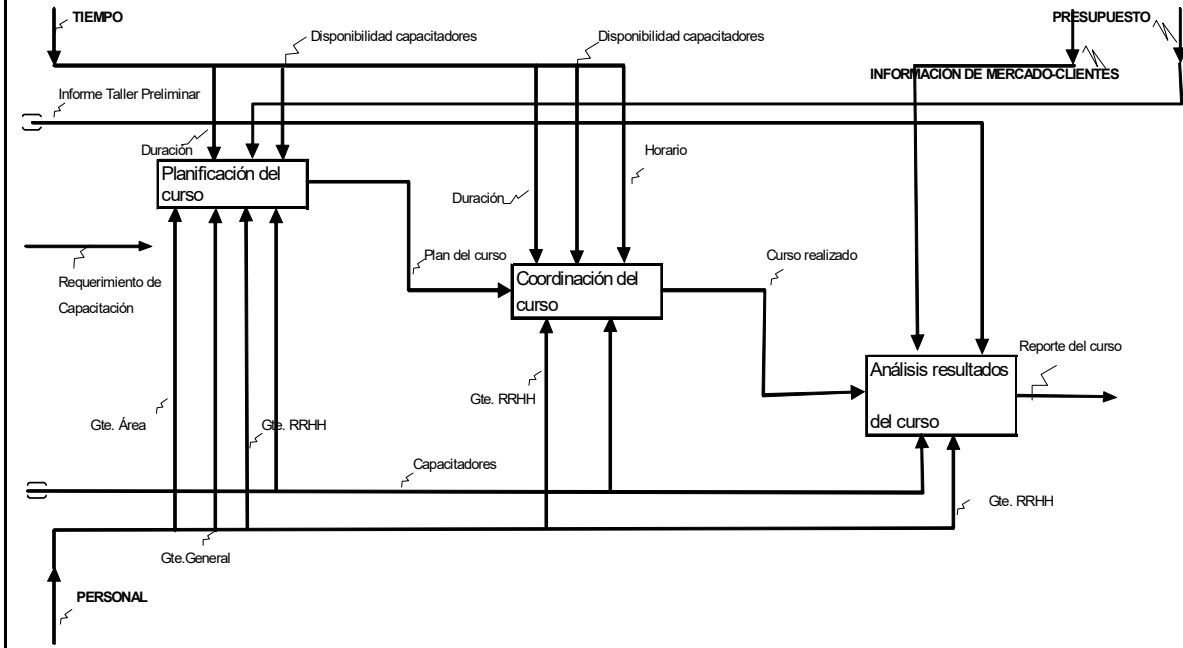 TIEMPO
PRESUPUESTO
Disponibilidad capacitadores
Disponibilidad capacitadores
INFORMACION DE MERCADO-CLIENTES
Informe Taller Preliminar
Duración
Horario
Planificación del
curso
Duración
Plan del curso
Curso realizado
Requerimiento de
Capacitación
Coordinación del
curso
Reporte del curso
Análisis resultados
del curso
Gte. RRHH
Gte. Área
Gte. RRHH
Capacitadores
Gte. RRHH
Gte.General
PERSONAL